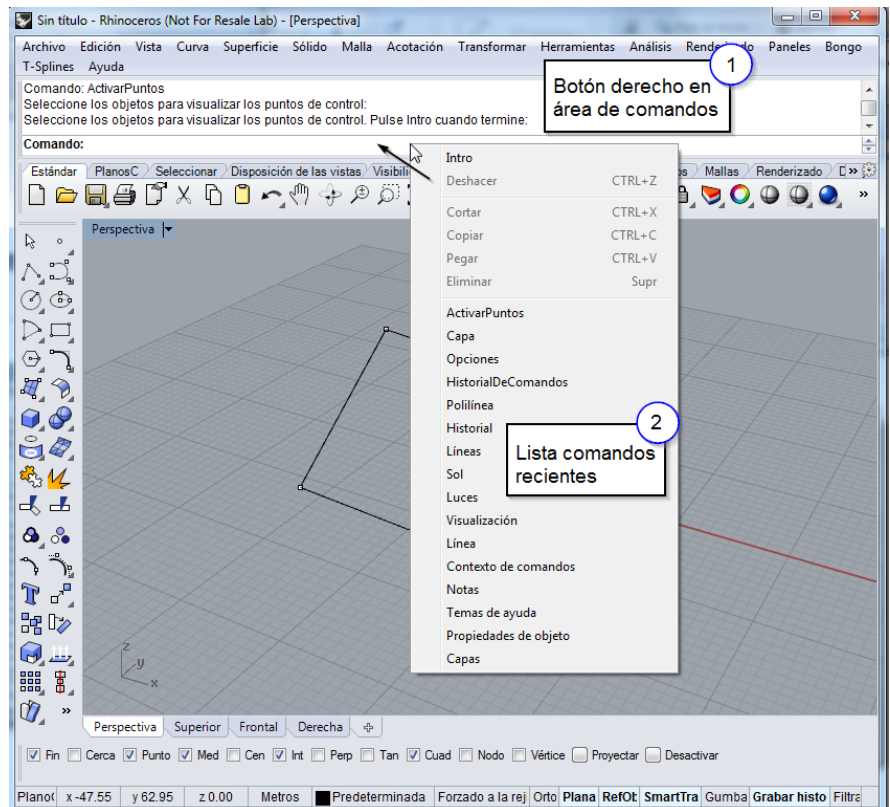 Sin título - Rhinoceros (Not For Resale Lab) - [Perspectiva]
Archivo Edición Vista Curva Superficie Sólido Malla Acotación Transformar Herramientas Análisis Paneles Bongo
T-Splines Ayuda
1
Botón derecho en
área de comandos
Comando: ActivarPuntos
Seleccione los objetos para visualizar los puntos de control:
Seleccione los objetos para visualizar los puntos de control. Pulse Intro cuando termine:
Comando:
Estándar PlanosC Seleccionar Disposición de las vistas Mallas Renderizado
Perspectiva
Intro
Deshacer CTRL+Z
Cortar CTRL+X
Copiar CTRL+C
Pegar CTRL+V
Eliminar Supr
ActivarPuntos
Capa
Opciones
HistorialDeComandos
Polilínea
Historial
Líneas
Sol
Luces
Visualización
Línea
Contexto de comandos
Notas
Temas de ayuda
Propiedades de objeto
Capas
2
Lista comandos
recientes
z
y
x
Perspectiva Superior Frontal Derecha
Fin Cerca Punto Med Cen Int Perp Tan Cuad Nodo Vértice Proyectar Desactivar
x -47.55 y 62.95 z 0.00 Metros Predeterminada Forzado a la rej Orto Plana RefOb SmartTra Gumba Grabar histo Filtra